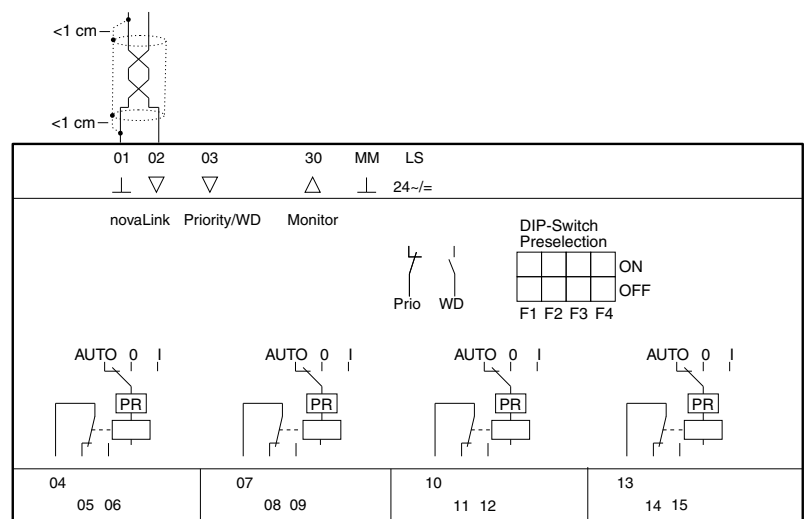 <1 cm
<1 cm
01 02 03 30 MM LS
24~/=
novaLink Priority/WD Monitor
DIP-Switch
Preselection
ON
OFF
F1 F2 F3 F4
Prio WD
AUTO 0 I AUTO 0 I AUTO 0 I AUTO 0 I
PR PR PR PR
04 07 10 13
05 06 08 09 11 12 14 15